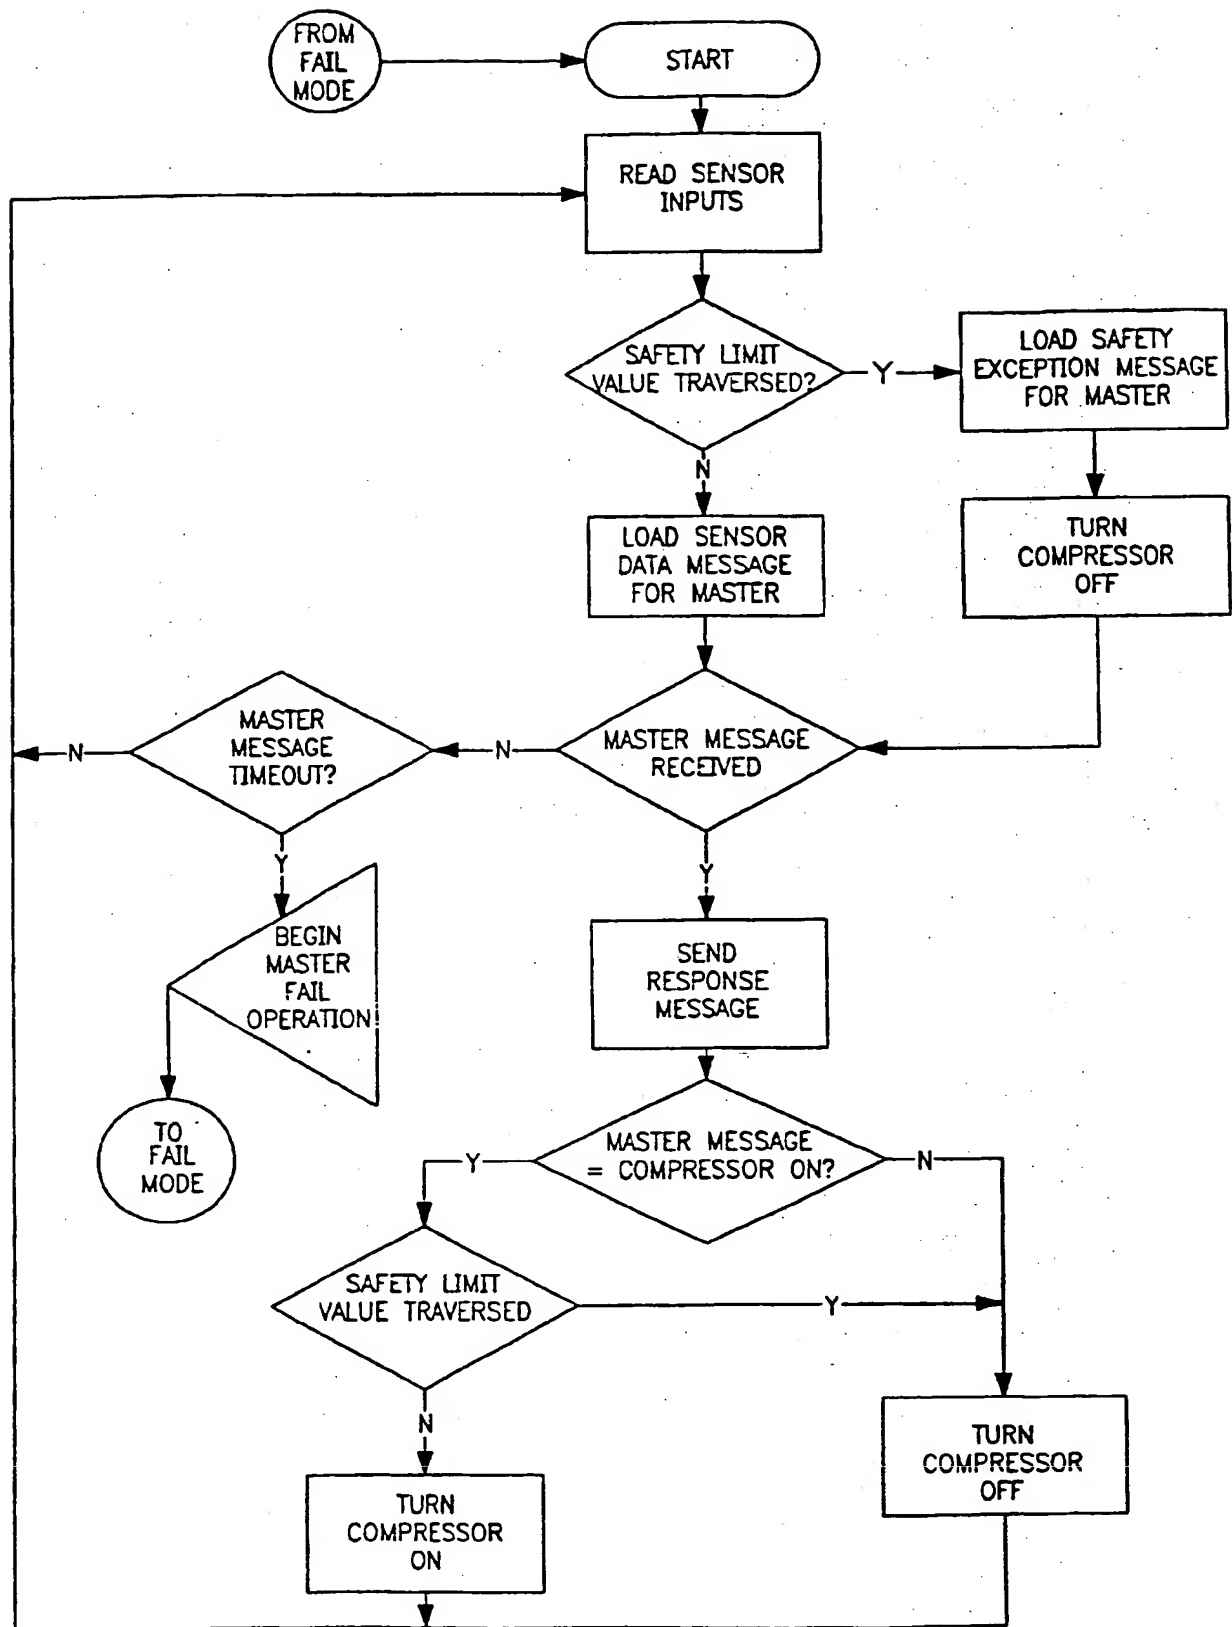 FROM
FAIL
MODE
START
READ SENSOR
INPUTS
SAFETY LIMIT
VALUE TRAVERSED?
Y
LOAD SAFETY
EXCEPTION MESSAGE
FOR MASTER
N
LOAD SENSOR
DATA MESSAGE
FOR MASTER
TURN
COMPRESSOR
OFF
MASTER MESSAGE
RECEIVED
N
MASTER
MESSAGE
TIMEOUT?
N
Y
Y
BEGIN
MASTER
FAIL
OPERATION
SEND
RESPONSE
MESSAGE
TO
FAIL
MODE
MASTER MESSAGE
= COMPRESSOR ON?
Y
N
SAFETY LIMIT
VALUE TRAVERSED
Y
N
TURN
COMPRESSOR
ON
TURN
COMPRESSOR
OFF